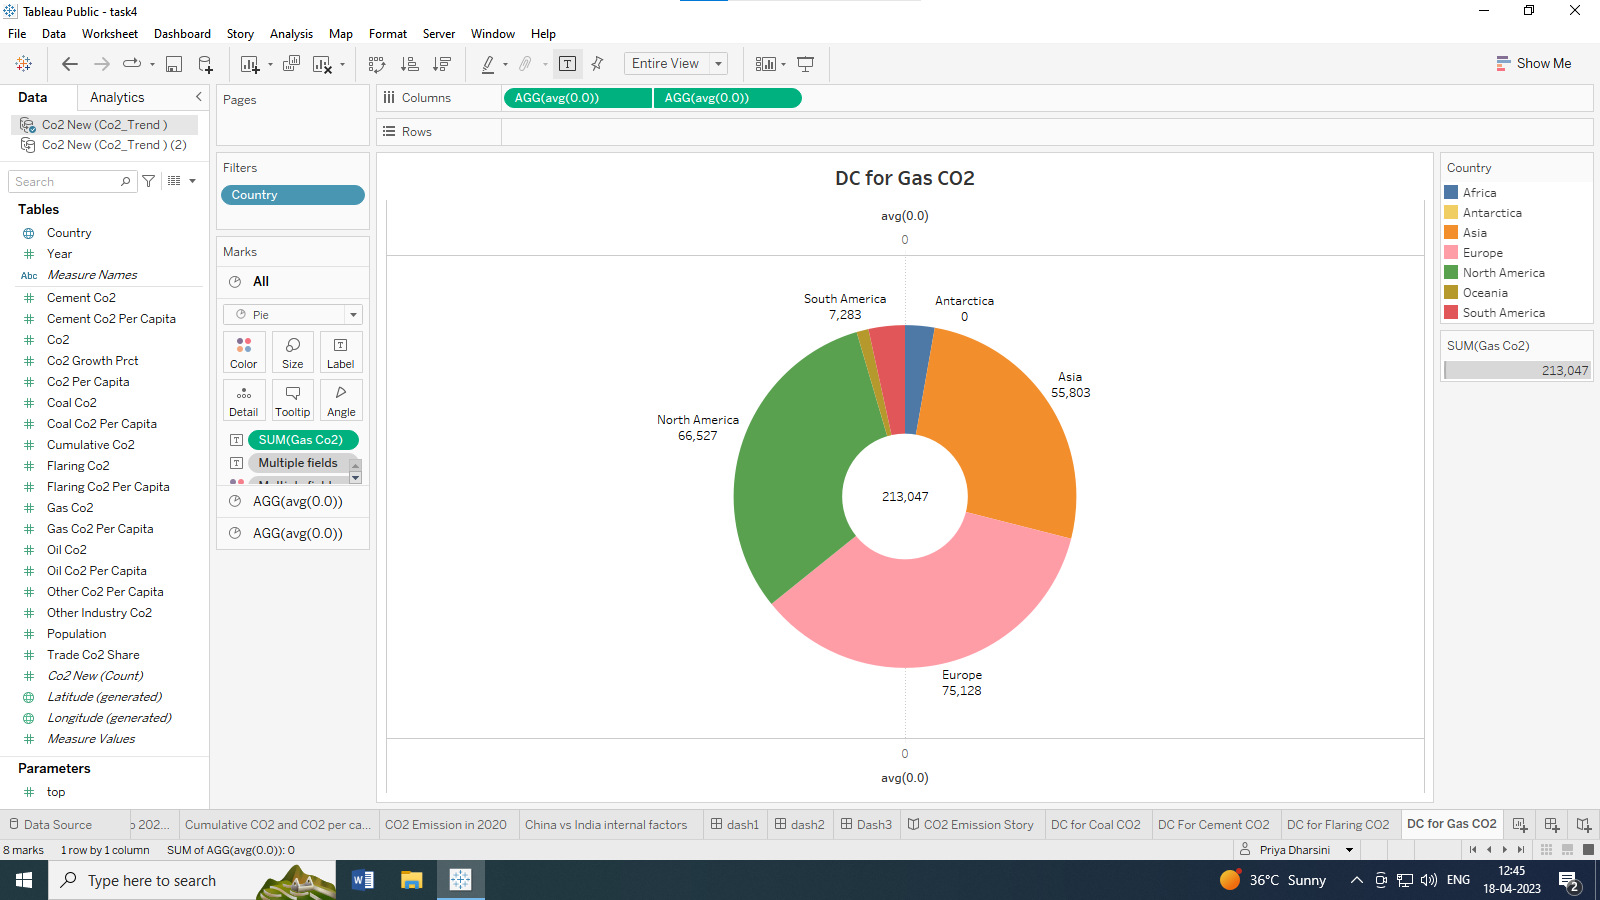 Tableau Public - task4
File Data Worksheet Dashboard Story Analysis Map Format Server Window Help
Entire View
Show Me
Data Analytics
Co2 New (Co2_Trend )
Co2 New (Co2_Trend ) (2)
Search
Tables
Country
Year
Abc Measure Names
Cement Co2
Cement Co2 Per Capita
Co2
Co2 Growth Prct
Co2 Per Capita
Coal Co2
Coal Co2 Per Capita
Cumulative Co2
Flaring Co2
Flaring Co2 Per Capita
Gas Co2
Gas Co2 Per Capita
Oil Co2
Oil Co2 Per Capita
Other Co2 Per Capita
Other Industry Co2
Population
Trade Co2 Share
Co2 New (Count)
Latitude (generated)
Longitude (generated)
Measure Values
Parameters
top
Pages
Filters
Country
Marks
All
Pie
Color Size Label
Detail Tooltip Angle
SUM(Gas Co2)
Multiple fields
AGG(avg(0.0))
AGG(avg(0.0))
Columns AGG(avg(0.0)) AGG(avg(0.0))
Rows
DC for Gas CO2
avg(0.0)
0
South America
7,283
Antarctica
0
Asia
55,803
North America
66,527
213,047
Europe
75,128
0
avg(0.0)
Country
Africa
Antarctica
Asia
Europe
North America
Oceania
South America
SUM(Gas Co2)
213,047
Data Source 202... Cumulative CO2 and CO2 per ca... CO2 Emission in 2020 China vs India internal factors dash1 dash2 Dash3 CO2 Emission Story DC for Coal CO2 DC For Cement CO2 DC for Flaring CO2 DC for Gas CO2
8 marks 1 row by 1 column SUM of AGG(avg(0.0)): 0 Priya Dharsini
Type here to search
36°C Sunny
ENG
12:45
18-04-2023
2